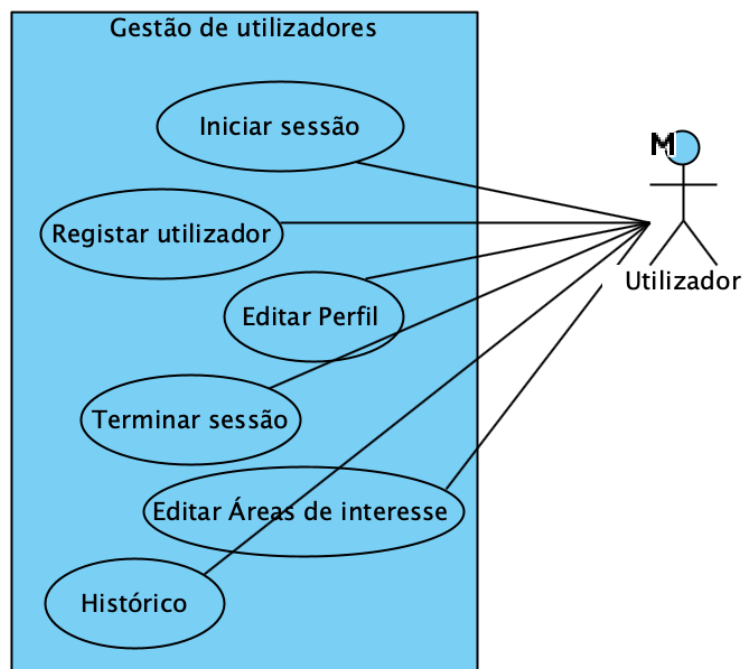 Gestão de utilizadores
Iniciar sessão
M
Registar utilizador
Utilizador
Editar Perfil
Terminar sessão
Editar Áreas de interesse
Histórico